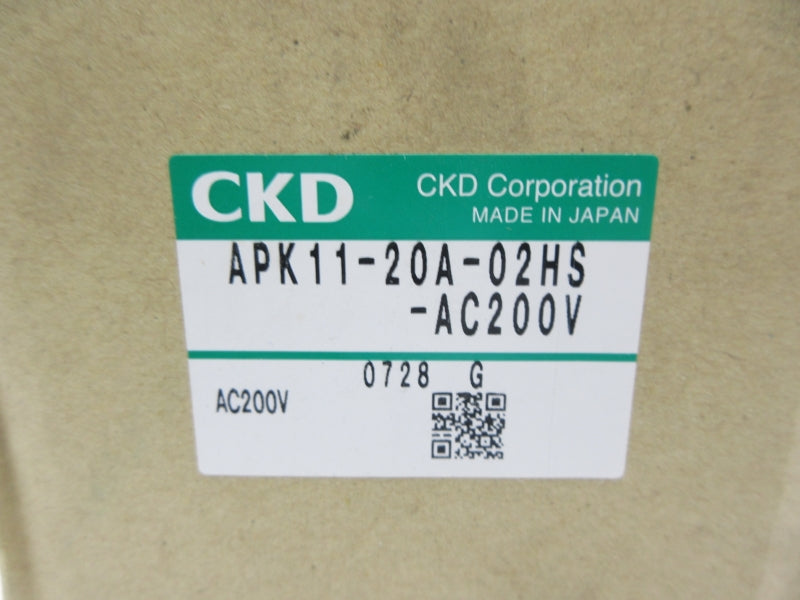 CKD
CKD Corporation
MADE IN JAPAN
APK11-20A-02HS
-AC200V
0728 G
AC200V